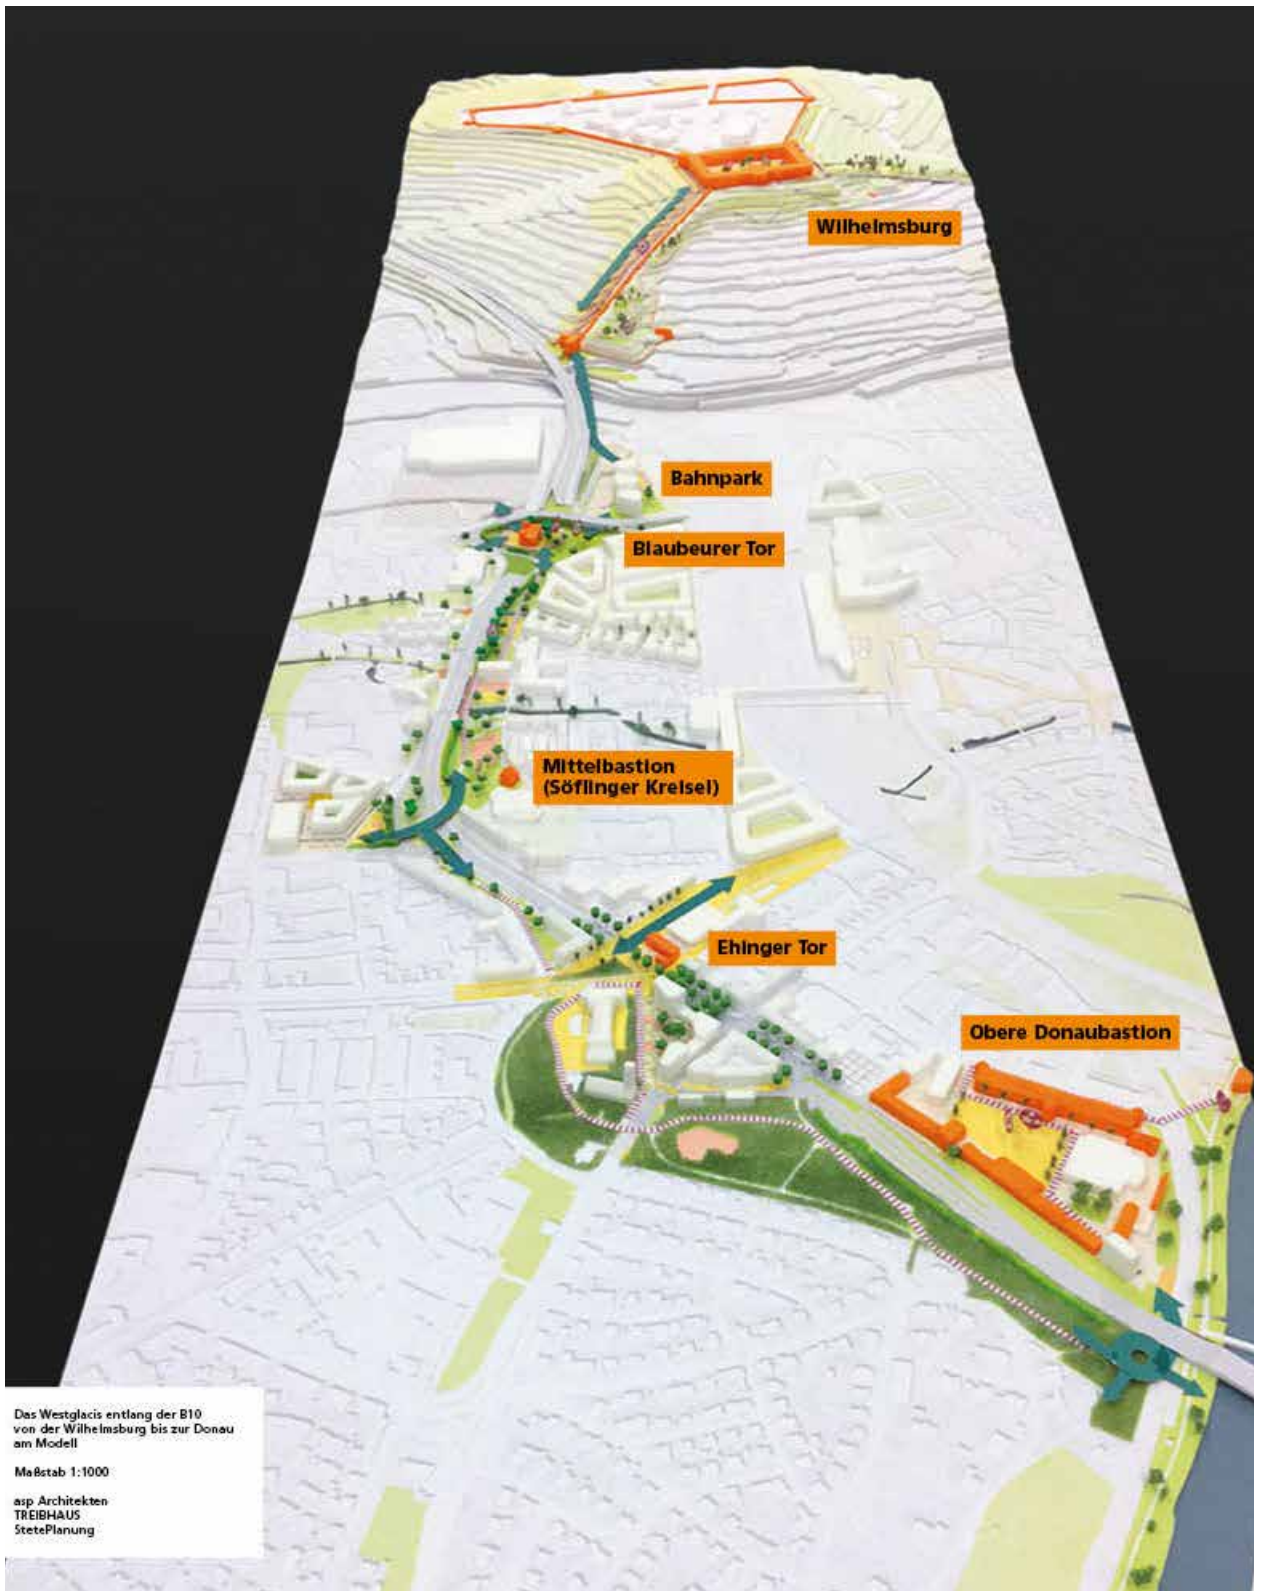 Wilhelmsburg
Bahnpark
Blaubeurer Tor
Mittelbastion
(Söflinger Kreisel)
Ehinger Tor
Obere Donaubastion
Das Westglacis entlang der B10
von der Wilhelmsburg bis zur Donau
am Modell
Maßstab 1:1000
asp Architekten
TREIBHAUS
StetePlanung